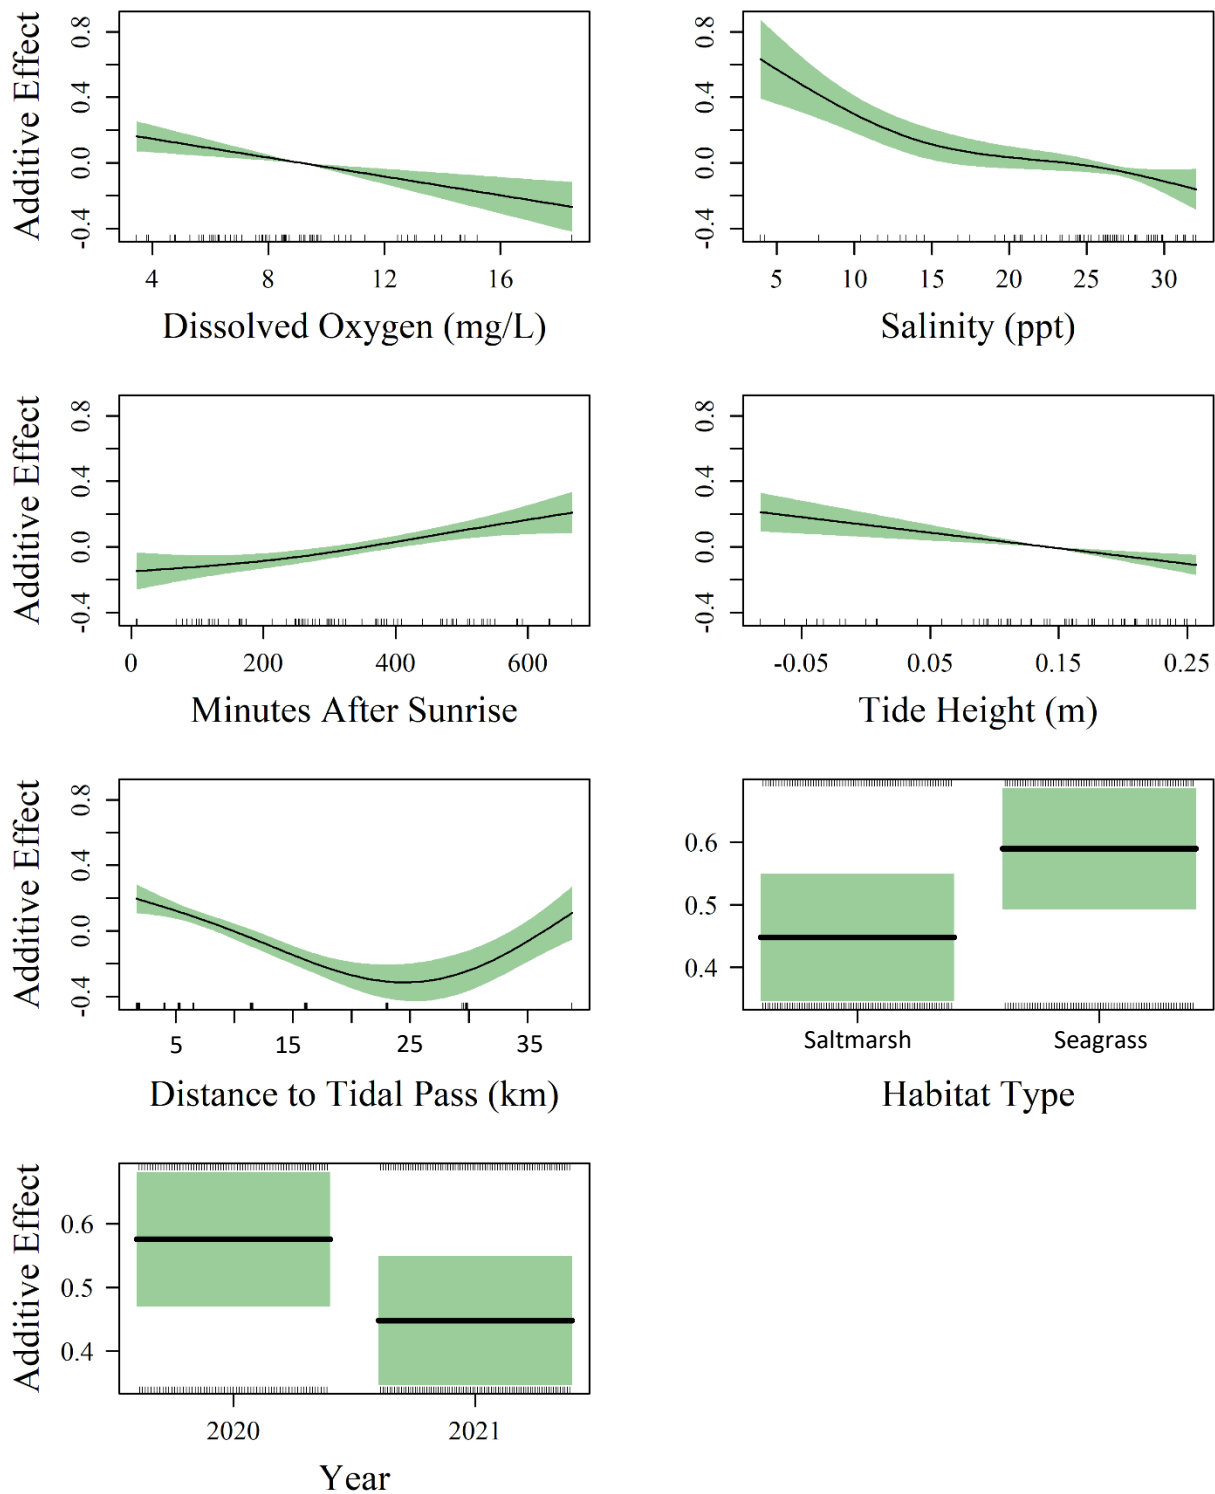 Additive Effect
0.8
0.4
0.0
-0.4
4 8 12 16
Dissolved Oxygen (mg/L)
0.8
0.4
0.0
-0.4
5 10 15 20 25 30
Salinity (ppt)
Additive Effect
0.8
0.4
0.0
-0.4
0 200 400 600
Minutes After Sunrise
0.8
0.4
0.0
-0.4
-0.05 0.05 0.15 0.25
Tide Height (m)
Additive Effect
0.8
0.4
0.0
-0.4
5 15 25 35
Distance to Tidal Pass (km)
0.6
0.5
0.4
Saltmarsh Seagrass
Habitat Type
Additive Effect
0.6
0.5
0.4
2020 2021
Year